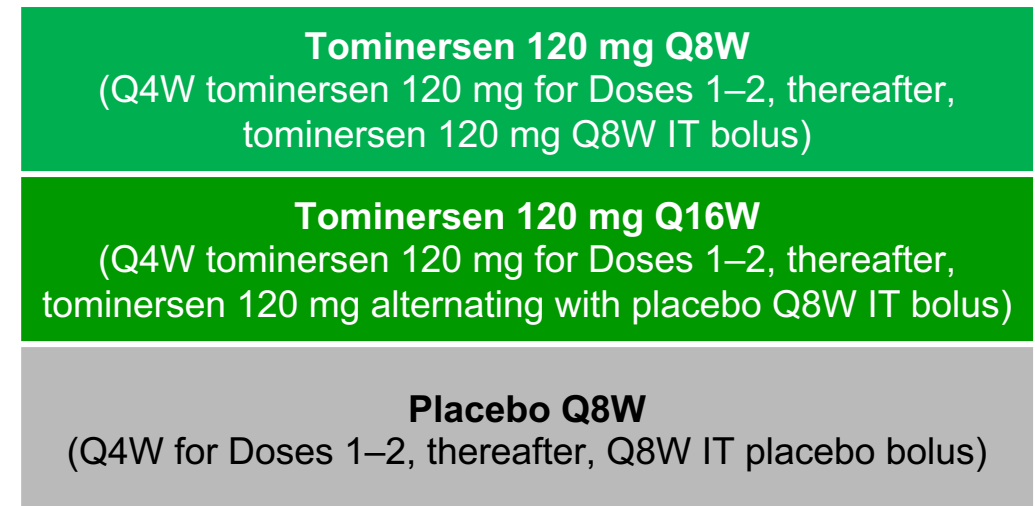 Tominersen 120 mg Q8W
(Q4W tominersen 120 mg for Doses 1–2, thereafter,
tominersen 120 mg Q8W IT bolus)
Tominersen 120 mg Q16W
(Q4W tominersen 120 mg for Doses 1–2, thereafter,
tominersen 120 mg alternating with placebo Q8W IT bolus)
Placebo Q8W
(Q4W for Doses 1–2, thereafter, Q8W IT placebo bolus)